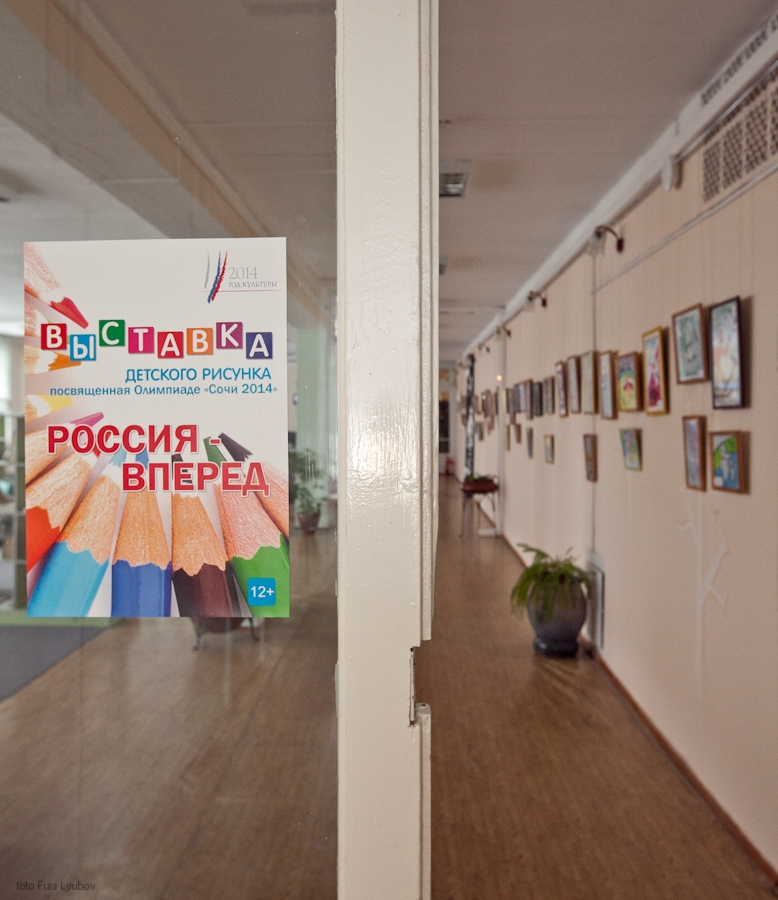 2014
ГОД КУЛЬТУРЫ
ВЫСТАВКА
ДЕТСКОГО РИСУНКА
посвященная Олимпиаде «Сочи 2014»
РОССИЯ -
ВПЕРЕД
12+
foto Furs Lyubov